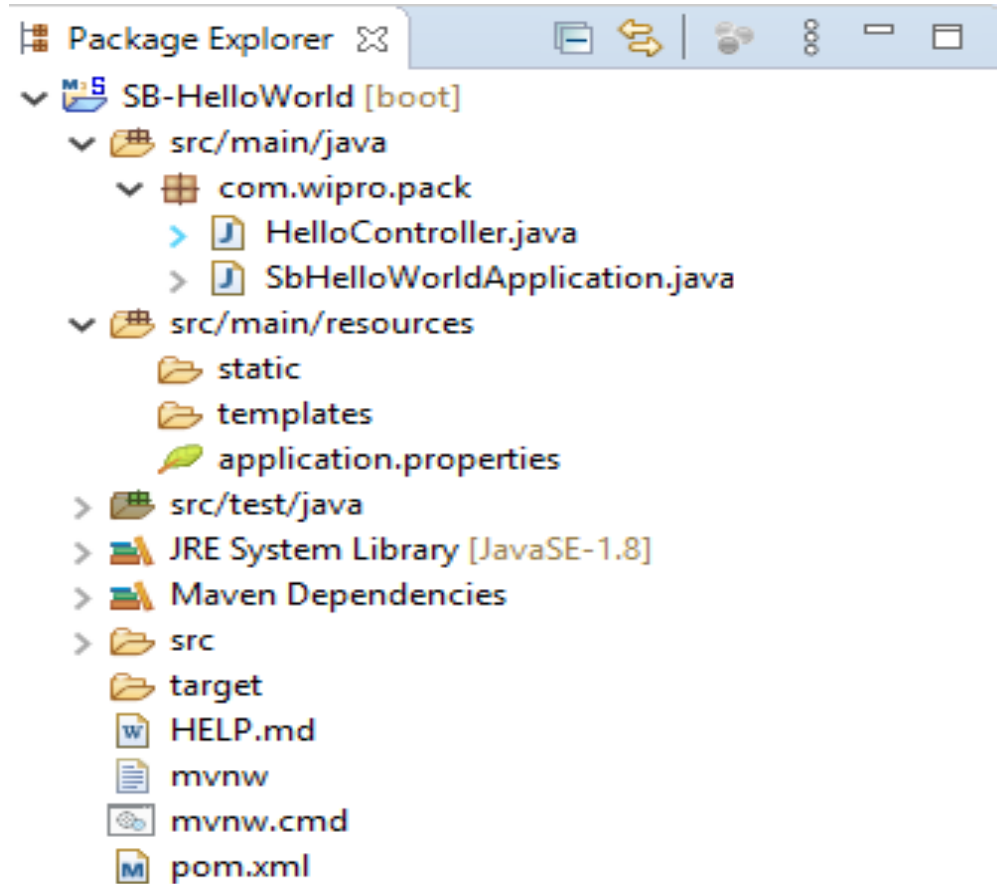 Package Explorer
SB-HelloWorld [boot]
src/main/java
com.wipro.pack
HelloController.java
SbHelloWorldApplication.java
src/main/resources
static
templates
application.properties
src/test/java
JRE System Library [JavaSE-1.8]
Maven Dependencies
src
target
HELP.md
mvnw
mvnw.cmd
pom.xml